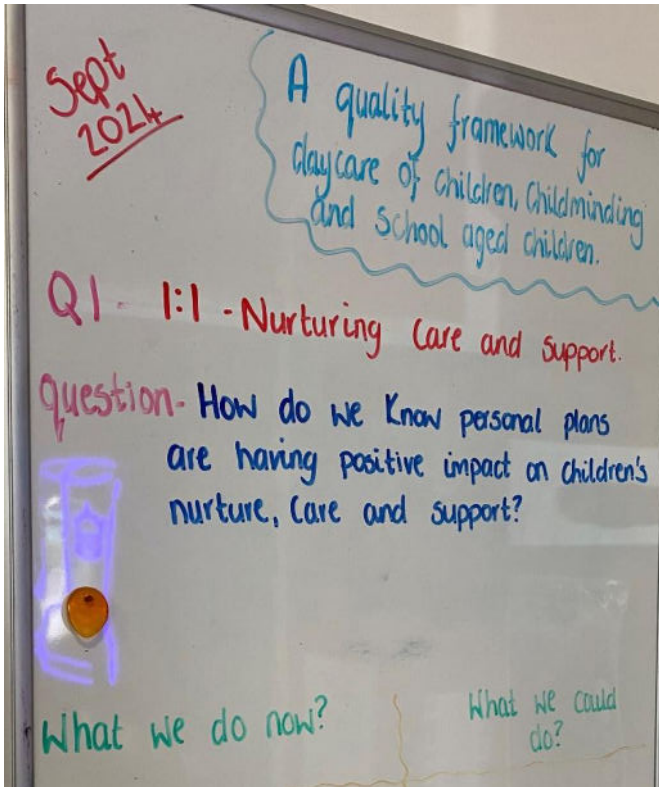 Sept
2024
A quality framework for
daycare of children, Childminding
and school aged children.
Q1 - 1:1 - Nurturing Care and support.
question - How do we Know personal plans
are having positive impact on children's
nurture, Care and support?
What we do now?
What we could
do?